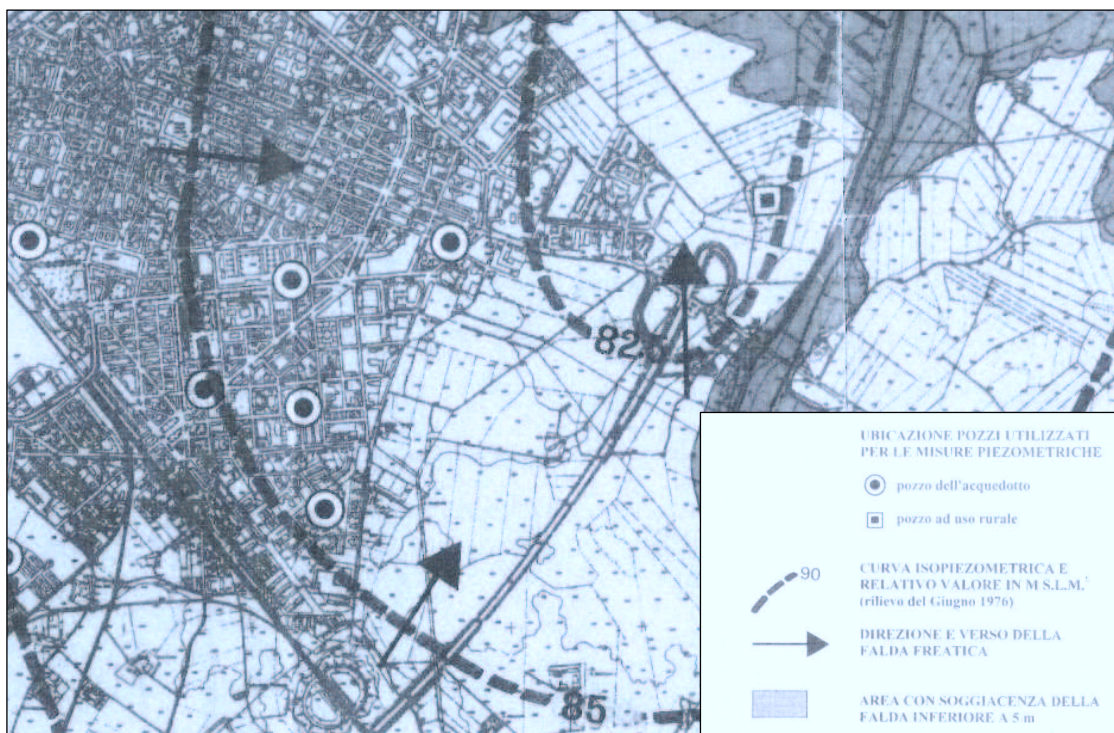 82.5
85
UBICAZIONE POZZI UTILIZZATI
PER LE MISURE PIEZOMETRICHE
pozzo dell'acquedotto
pozzo ad uso rurale
90
CURVA ISOPIEZOMETRICA E
RELATIVO VALORE IN M S.L.M.
(rilievo del Giugno 1976)
DIREZIONE E VERSO DELLA
FALDA FREATICA
AREA CON SOGGIACENZA DELLA
FALDA INFERIORE A 5 m